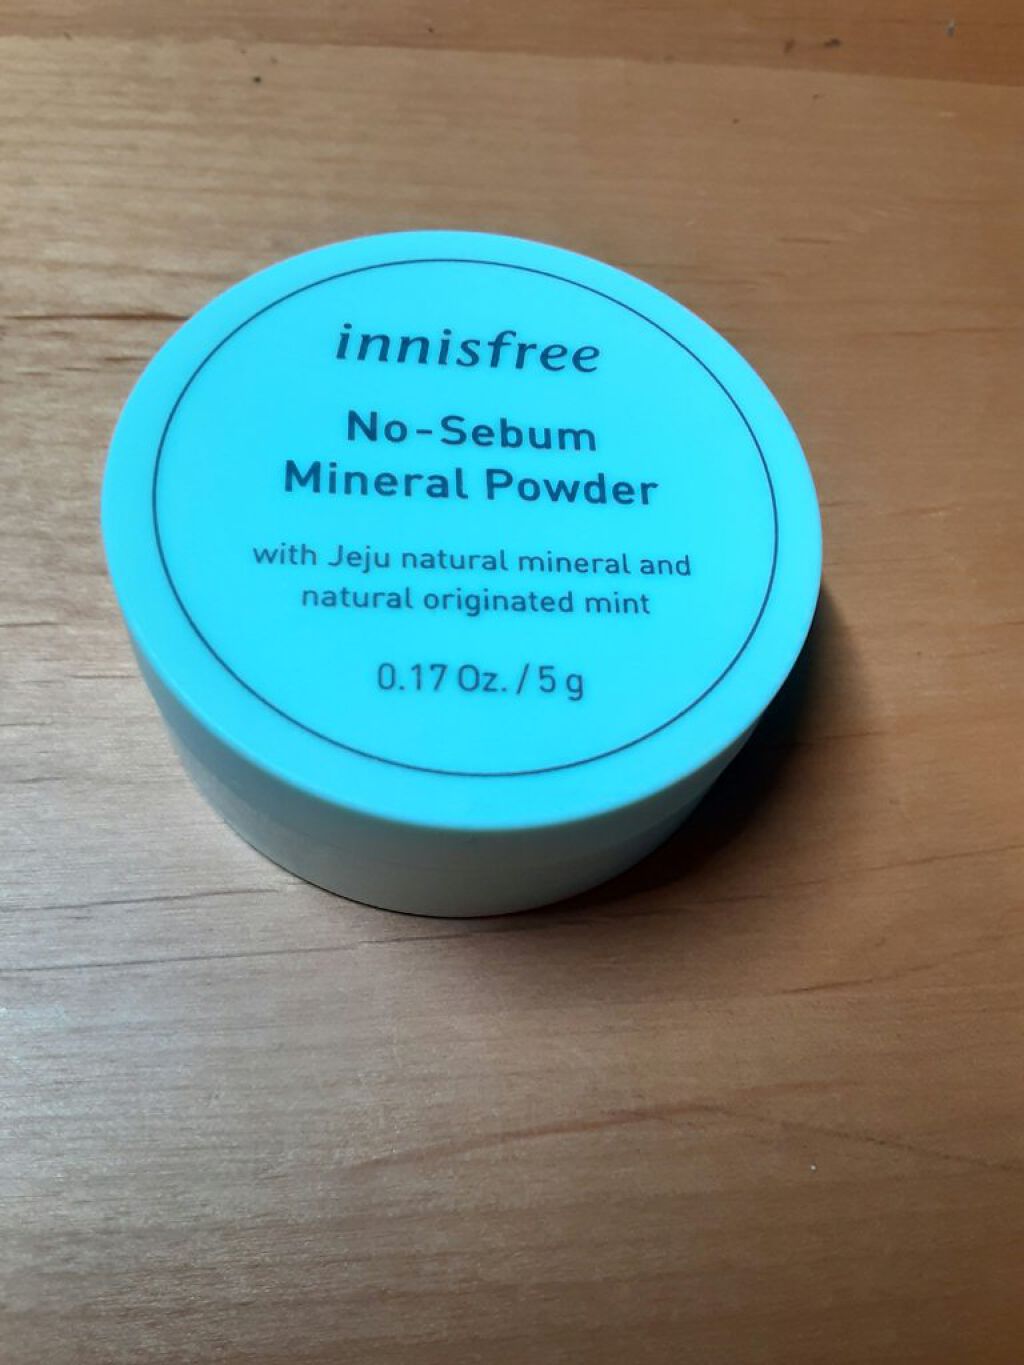 innisfree
No-Sebum
Mineral Powder
with Jeju natural mineral and
natural originated mint
0.17 Oz. / 5 g